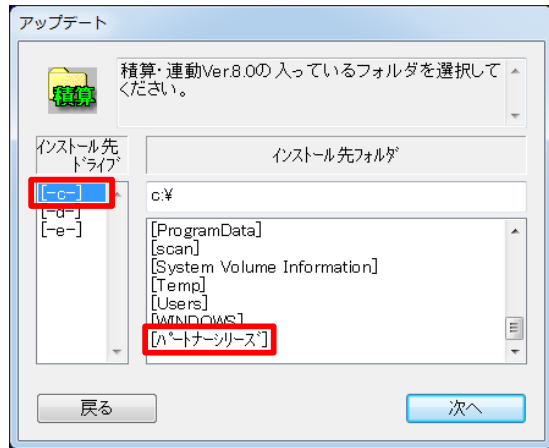 アップデート
積算・連動Ver.8.0の 入っているフォルダを選択して
ください。
積算
インストール先
ﾄﾞﾗｲﾌﾞ
インストール先ﾌｫﾙﾀﾞ
[-c-]
[-d-]
[-e-]
c:¥
[ProgramData]
[scan]
[System Volume Information]
[Temp]
[Users]
[WINDOWS]
[ﾊﾟｰﾄﾅｰｼﾘｰｽﾞ]
戻る
次へ